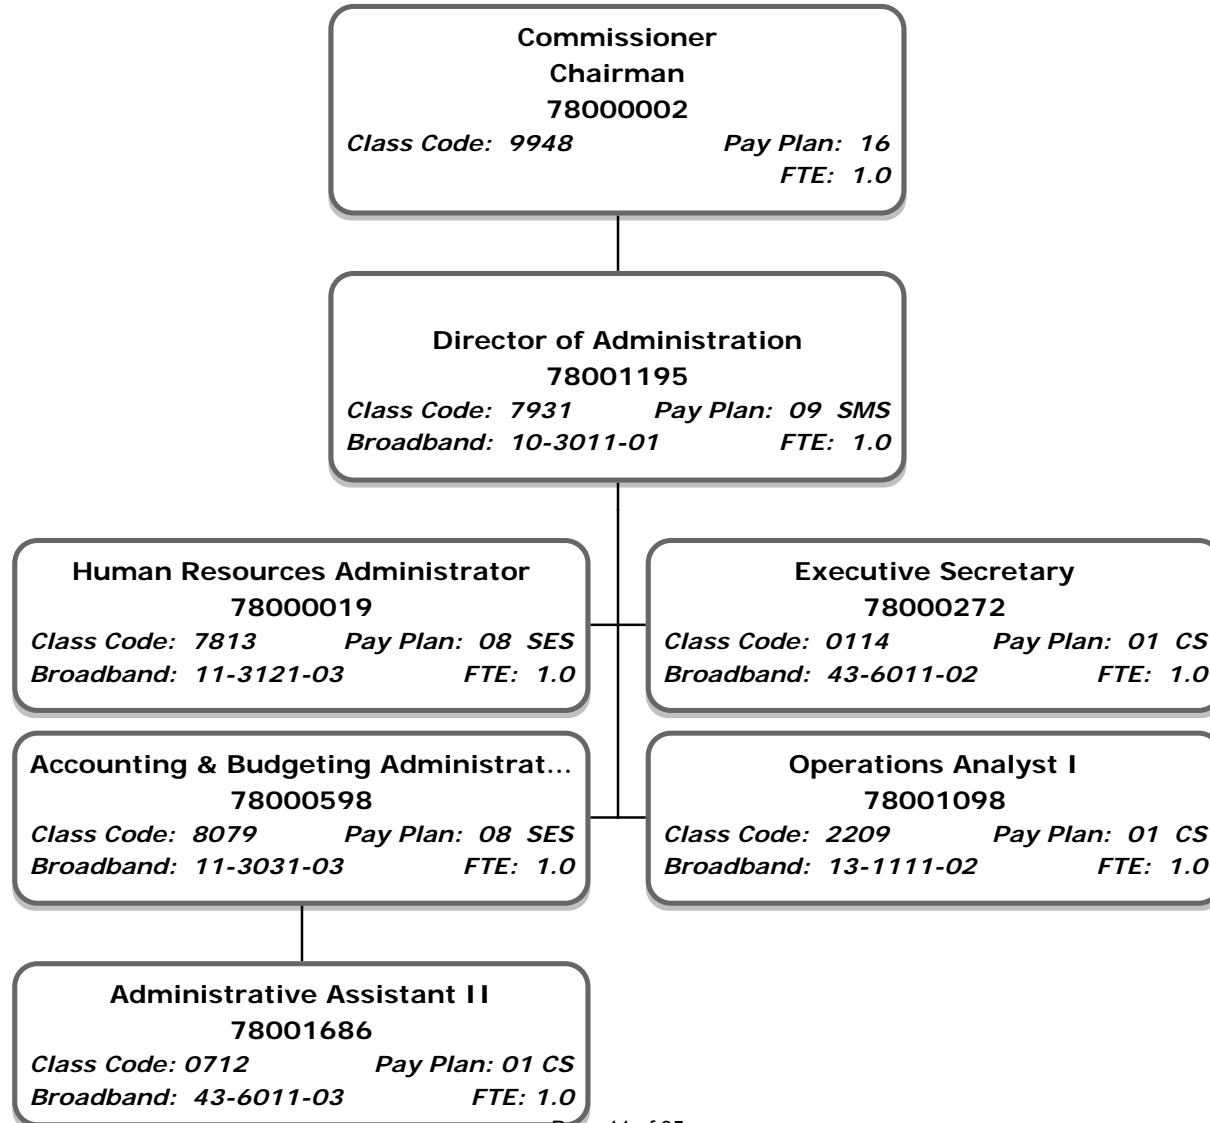 Commissioner
Chairman
78000002
Class Code: 9948 Pay Plan: 16
FTE: 1.0
Director of Administration
78001195
Class Code: 7931 Pay Plan: 09 SMS
Broadband: 10-3011-01 FTE: 1.0
Human Resources Administrator
78000019
Class Code: 7813 Pay Plan: 08 SES
Broadband: 11-3121-03 FTE: 1.0
Executive Secretary
78000272
Class Code: 0114 Pay Plan: 01 CS
Broadband: 43-6011-02 FTE: 1.0
Accounting & Budgeting Administrat...
78000598
Class Code: 8079 Pay Plan: 08 SES
Broadband: 11-3031-03 FTE: 1.0
Operations Analyst I
78001098
Class Code: 2209 Pay Plan: 01 CS
Broadband: 13-1111-02 FTE: 1.0
Administrative Assistant II
78001686
Class Code: 0712 Pay Plan: 01 CS
Broadband: 43-6011-03 FTE: 1.0